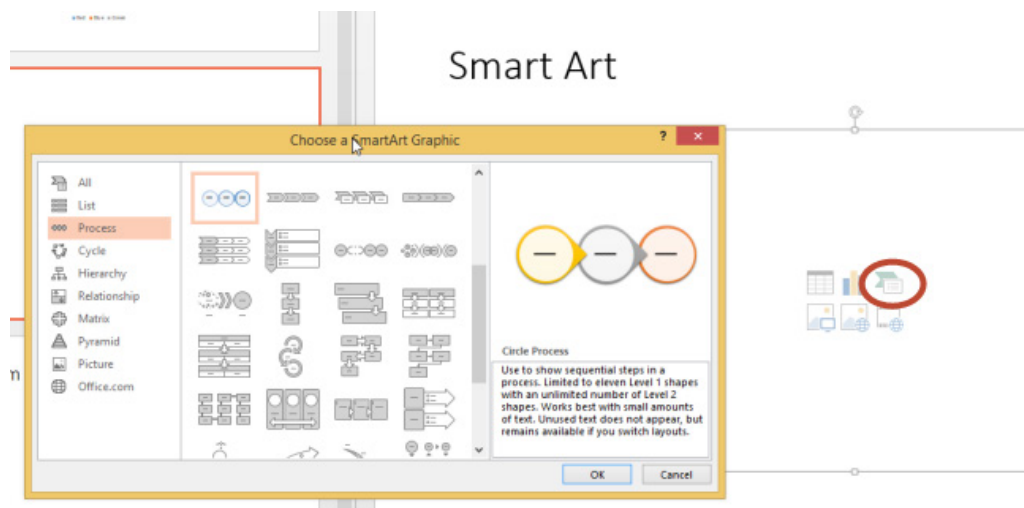 Smart Art
Choose a SmartArt Graphic
?
All
List
Process
Cycle
Hierarchy
Relationship
Matrix
Pyramid
Picture
Office.com
Circle Process
Use to show sequential steps in a
process. Limited to eleven Level 1 shapes
with an unlimited number of Level 2
shapes. Works best with small amounts
of text. Unused text does not appear, but
remains available if you switch layouts.
OK
Cancel
m